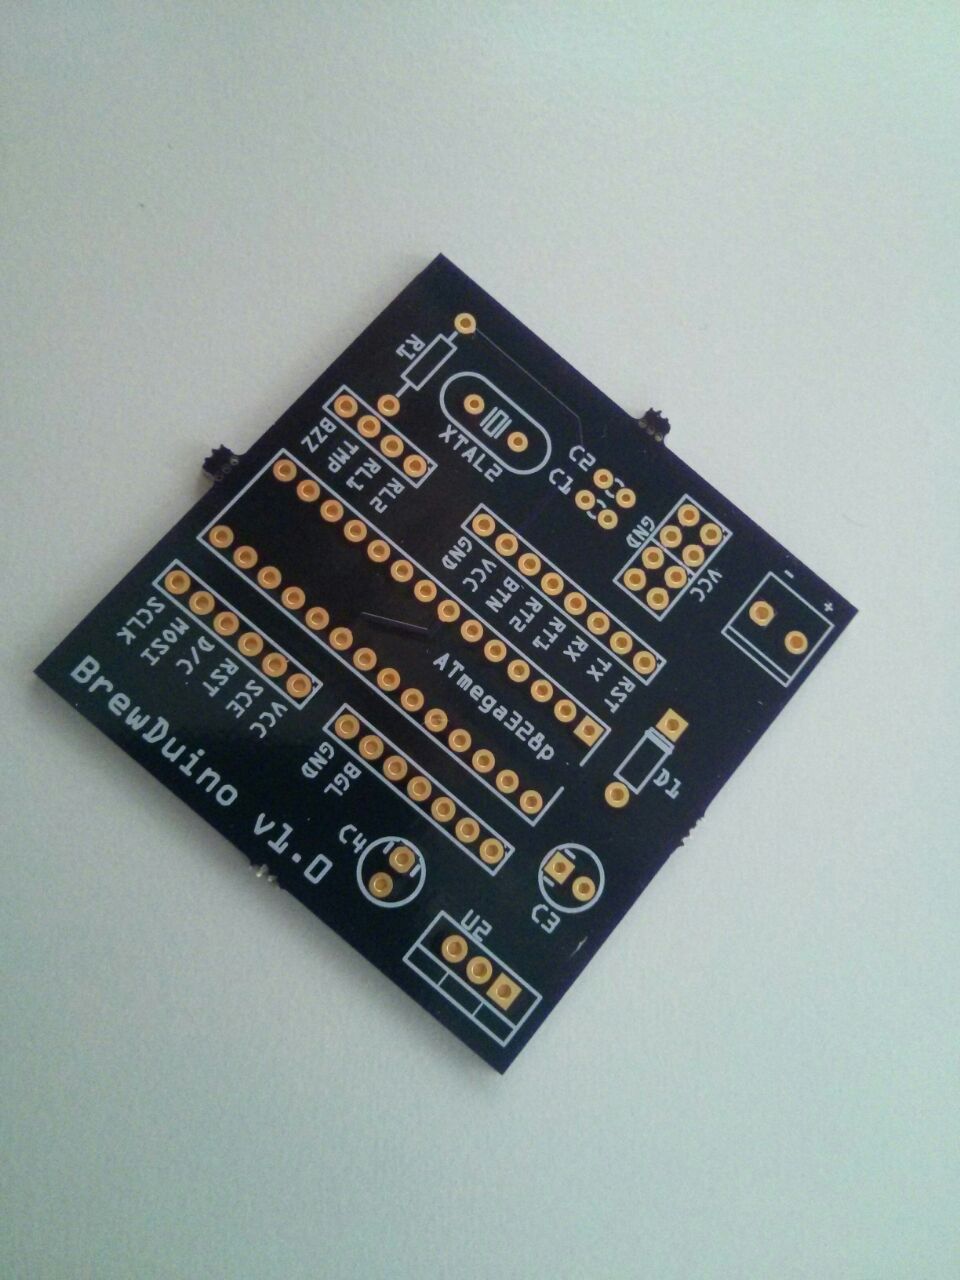 R1
BZZ
TMP
RL1
RL2
XTAL2
C2
C1
GND
VCC
-
+
GND
VCC
BTN
RT2
RT1
RX
TX
RST
ATmega328p
D1
SCLK
MOSI
D/C
RST
SCE
VCC
GND
BGL
BrewDuino v1.0
C4
C3
U2